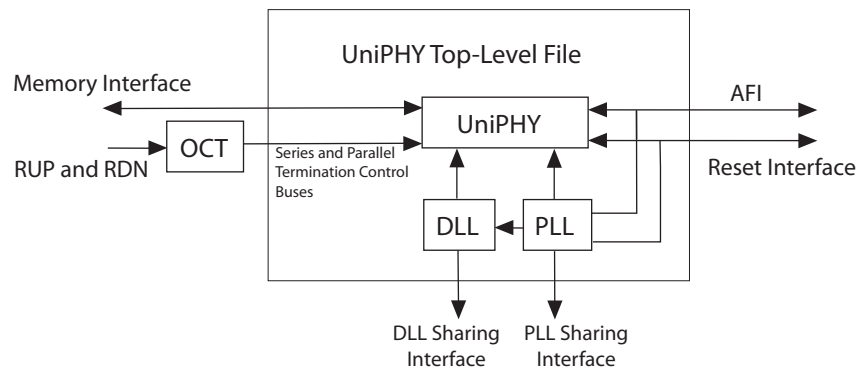 UniPHY Top-Level File
Memory Interface
UniPHY
AFI
OCT
RUP and RDN
Series and Parallel
Termination Control
Buses
Reset Interface
DLL
PLL
DLL Sharing
Interface
PLL Sharing
Interface